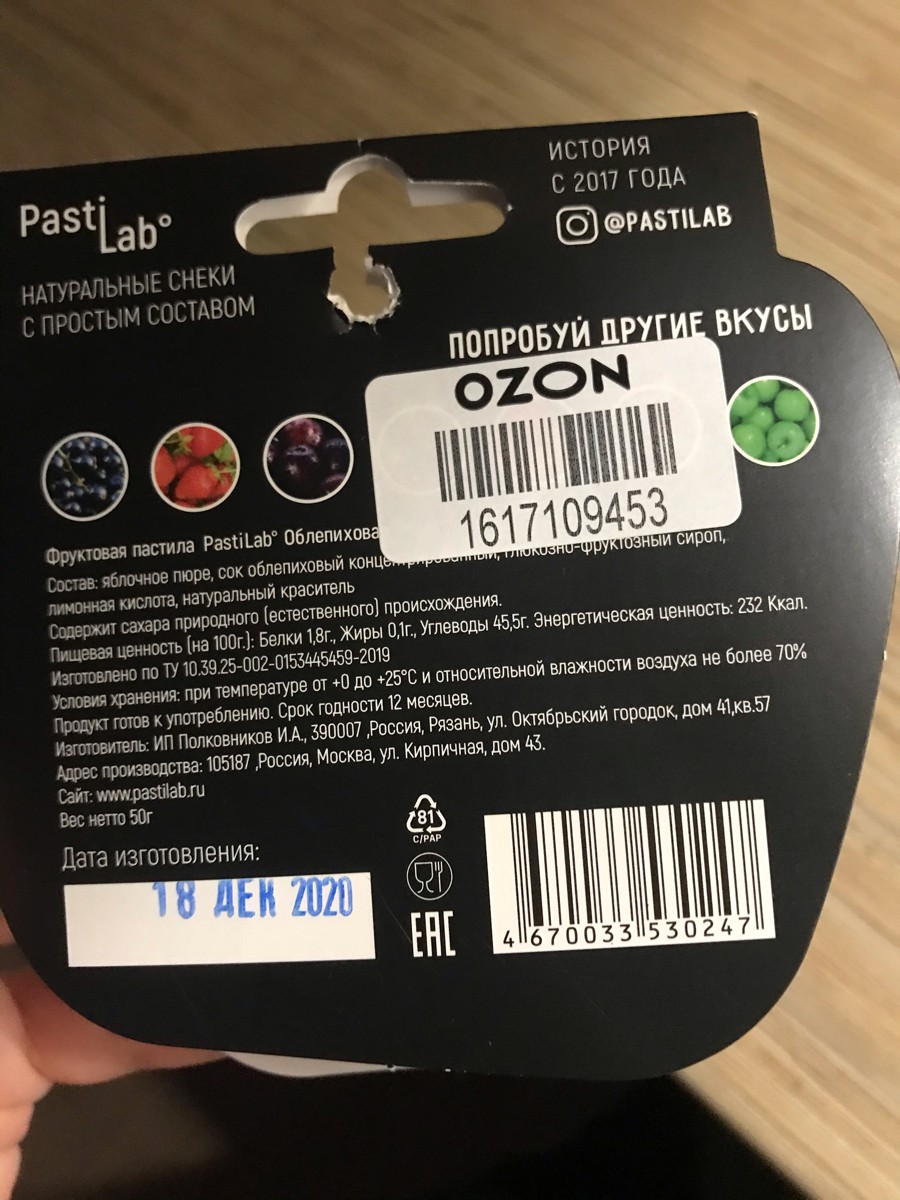 Pasti Lab°
НАТУРАЛЬНЫЕ СНЕКИ
С ПРОСТЫМ СОСТАВОМ
ИСТОРИЯ
С 2017 ГОДА
@PASTILAB
ПОПРОБУЙ ДРУГИЕ ВКУСЫ
OZON
1617109453
Фруктовая пастила PastiLab° Облепихова
Состав: яблочное пюре, сок облепиховый концентрированный, глюкозно-фруктозный сироп,
лимонная кислота, натуральный краситель
Содержит сахара природного (естественного) происхождения.
Пищевая ценность (на 100г.): Белки 1,8г., Жиры 0,1г., Углеводы 45,5г. Энергетическая ценность: 232 Ккал.
Изготовлено по ТУ 10.39.25-002-0153445459-2019
Условия хранения: при температуре от +0 до +25°С и относительной влажности воздуха не более 70%
Продукт готов к употреблению. Срок годности 12 месяцев.
Изготовитель: ИП Полковников И.А., 390007 ,Россия, Рязань, ул. Октябрьский городок, дом 41,кв.57
Адрес производства: 105187 ,Россия, Москва, ул. Кирпичная, дом 43.
Сайт: www.pastilab.ru
Вес нетто 50г
Дата изготовления:
18 ДЕК 2020
81
C/PAP
EAC
4 670033 530247